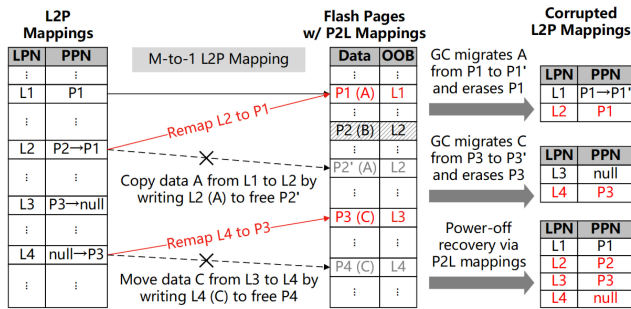 L2P
Mappings
LPN PPN
⋮ ⋮
L1 P1
⋮ ⋮
L2 P2→P1
⋮ ⋮
L3 P3→null
⋮ ⋮
L4 null→P3
⋮ ⋮
M-to-1 L2P Mapping
Remap L2 to P1
Copy data A from L1 to L2 by
writing L2 (A) to free P2'
Remap L4 to P3
Move data C from L3 to L4 by
writing L4 (C) to free P4
Flash Pages
w/ P2L Mappings
Data OOB
⋮ ⋮
P1 (A) L1
⋮ ⋮
P2 (B) L2
⋮ ⋮
P2' (A) L2
⋮ ⋮
P3 (C) L3
⋮ ⋮
P4 (C) L4
⋮ ⋮
GC migrates A
from P1 to P1'
and erases P1
GC migrates C
from P3 to P3'
and erases P3
Power-off
recovery via
P2L mappings
Corrupted
L2P Mappings
LPN PPN
L1 P1→P1'
L2 P1
LPN PPN
L3 null
L4 P3
LPN PPN
L1 P1
L2 P2
L3 P3
L4 null